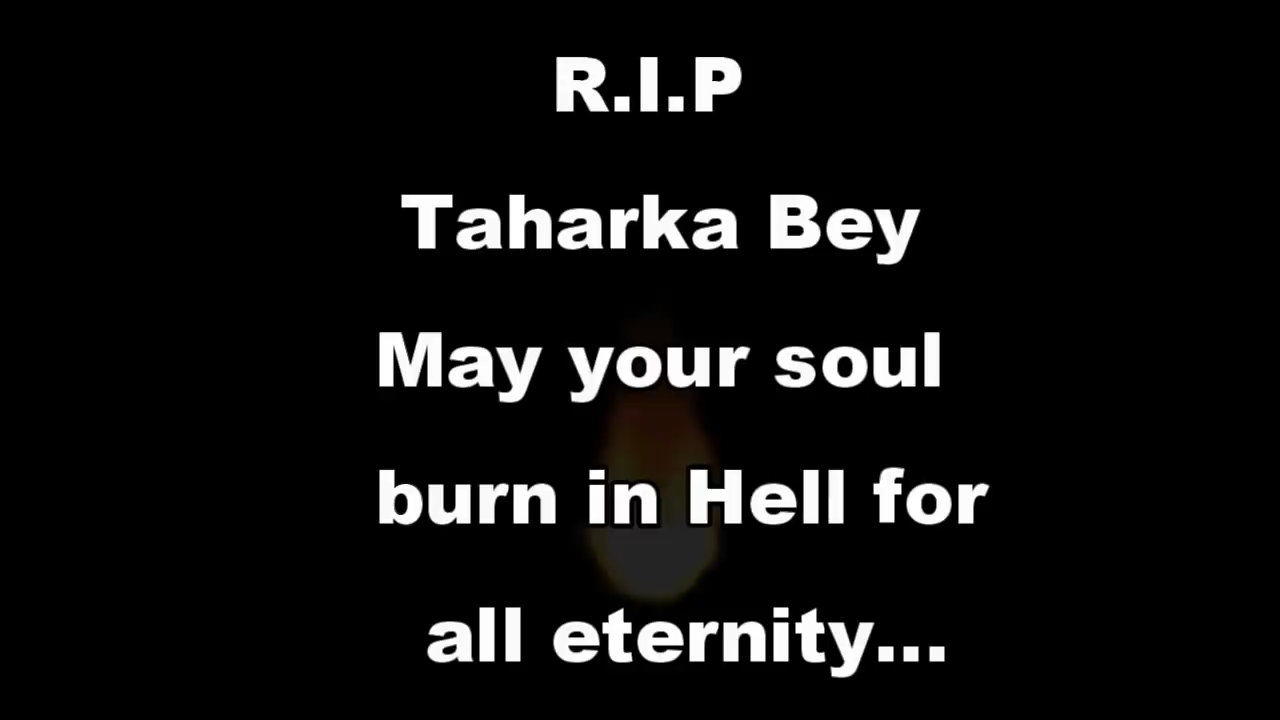 R.I.P
Taharka Bey
May your soul
burn in Hell for
all eternity...